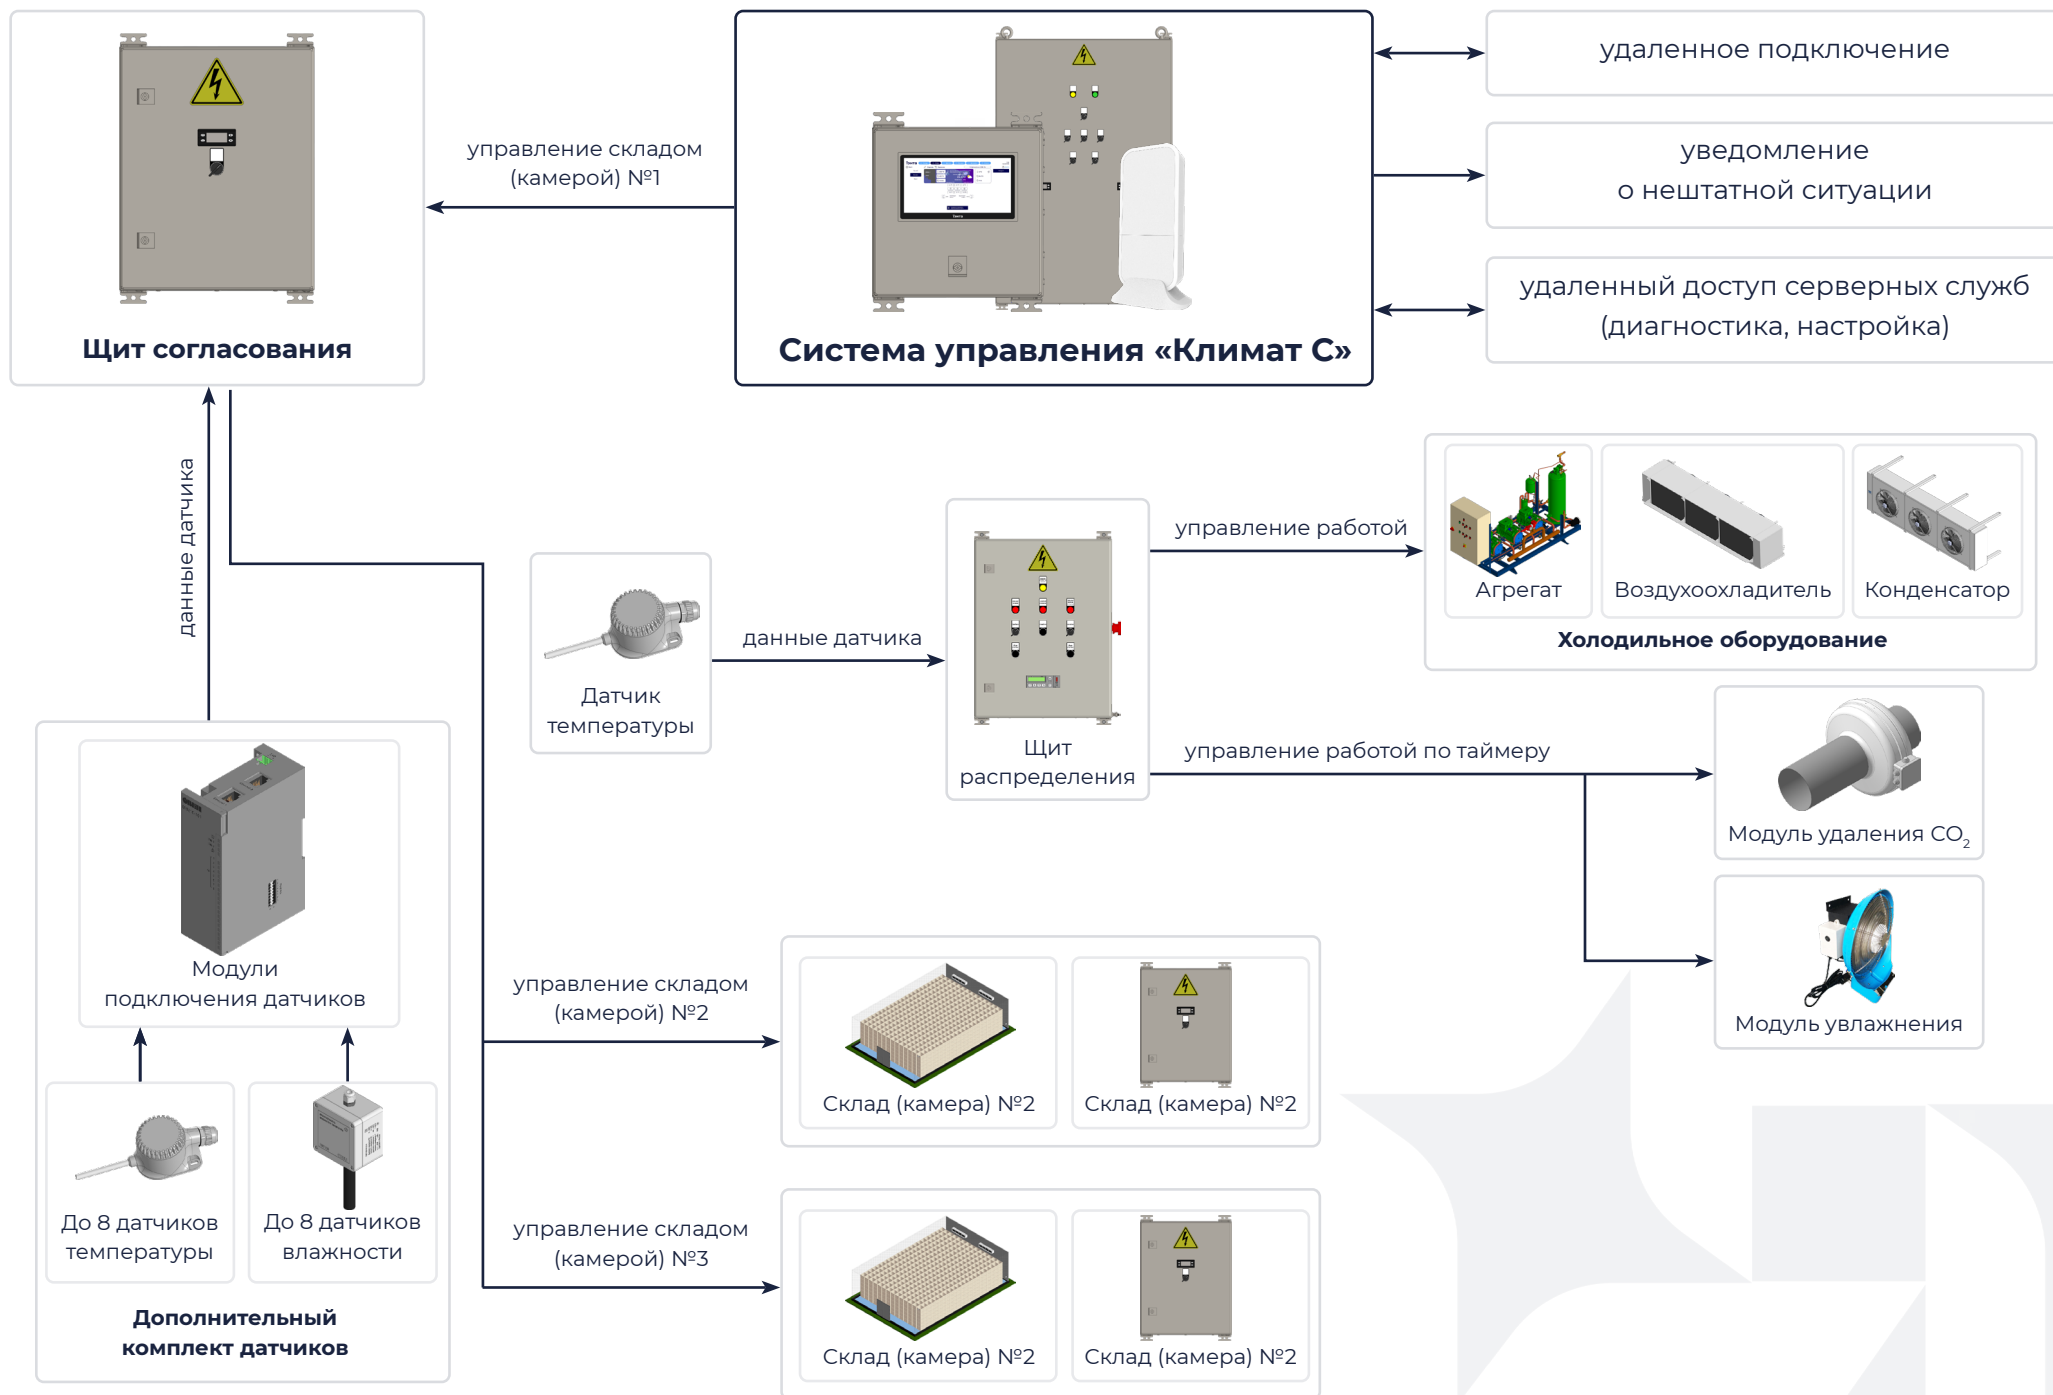 управление складом
(камерой) №1
Щит согласования
Система управления «Климат С»
удаленное подключение
уведомление
о нештатной ситуации
удаленный доступ серверных служб
(диагностика, настройка)
данные датчика
Датчик
температуры
данные датчика
Щит
распределения
управление работой
Агрегат
Воздухоохладитель
Конденсатор
Холодильное оборудование
управление работой по таймеру
Модуль удаления CO₂
Модуль увлажнения
Модули
подключения датчиков
До 8 датчиков
температуры
До 8 датчиков
влажности
Дополнительный
комплект датчиков
управление складом
(камерой) №2
Склад (камера) №2
Склад (камера) №2
управление складом
(камерой) №3
Склад (камера) №2
Склад (камера) №2